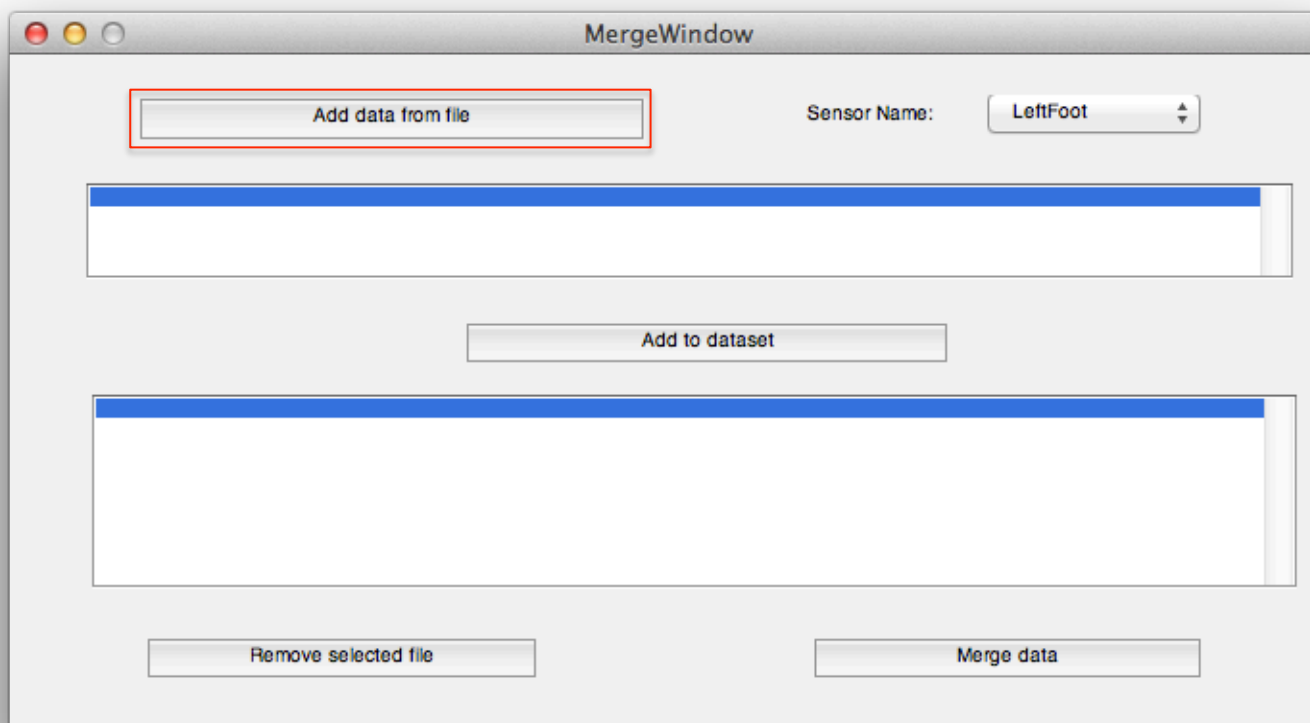 MergeWindow
Add data from file
Sensor Name:
LeftFoot
Add to dataset
Remove selected file
Merge data